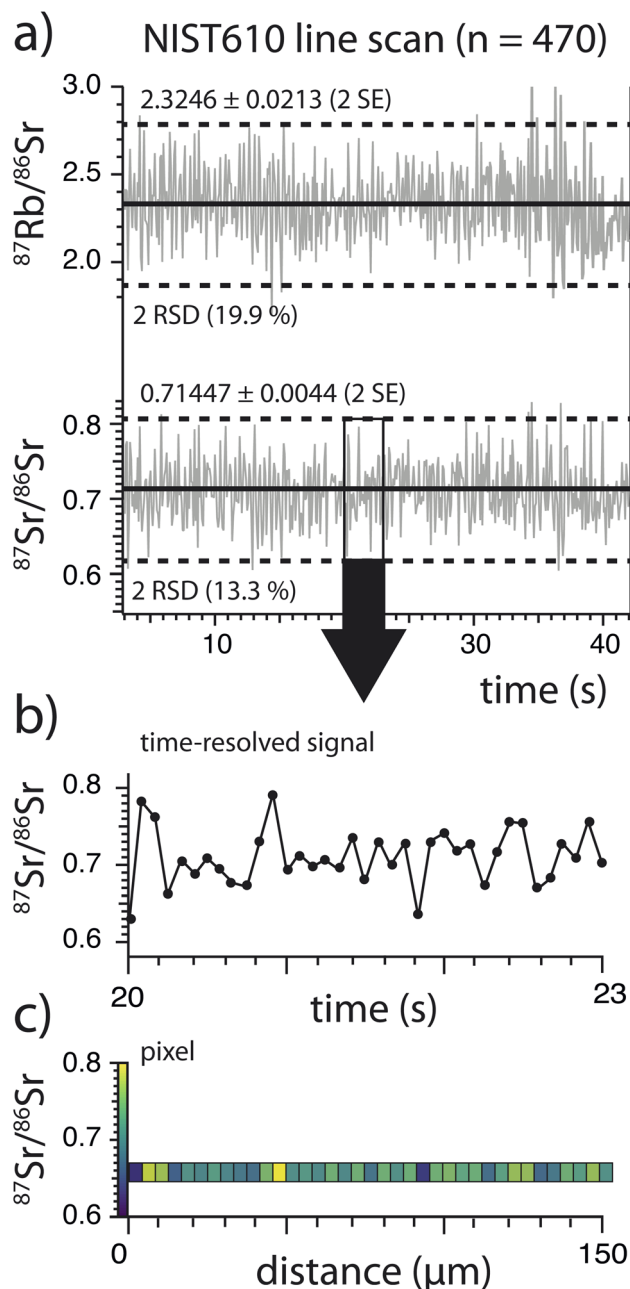 a)
NIST610 line scan (n = 470)
3.0
2.3246 ± 0.0213 (2 SE)
2.5
⁸⁷Rb/⁸⁶Sr
2.0
2 RSD (19.9 %)
0.71447 ± 0.0044 (2 SE)
0.8
⁸⁷Sr/⁸⁶Sr
0.7
0.6
2 RSD (13.3 %)
10
30
40
time (s)
b)
time-resolved signal
0.8
⁸⁷Sr/⁸⁶Sr
0.7
0.6
20
23
time (s)
c)
pixel
0.8
⁸⁷Sr/⁸⁶Sr
0.7
0.6
0
150
distance (µm)